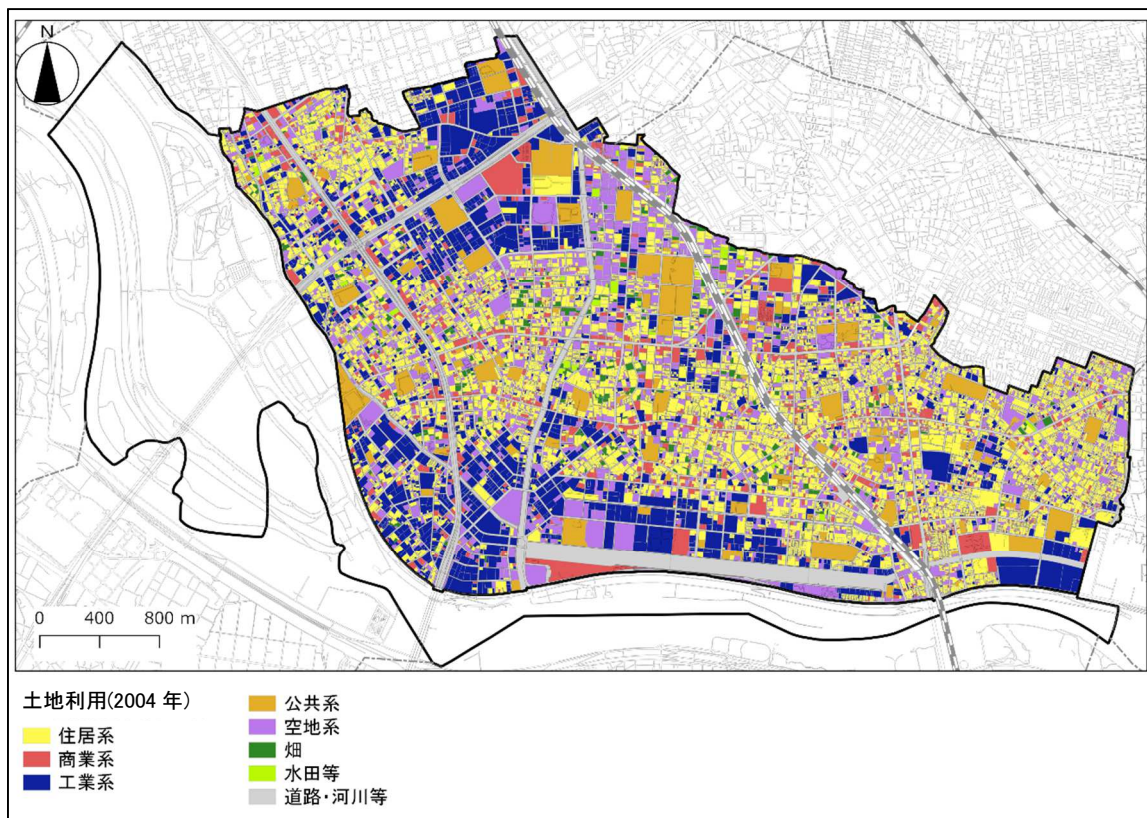 N
0 400 800 m
土地利用(2004 年)
住居系
商業系
工業系
公共系
空地系
畑
水田等
道路・河川等